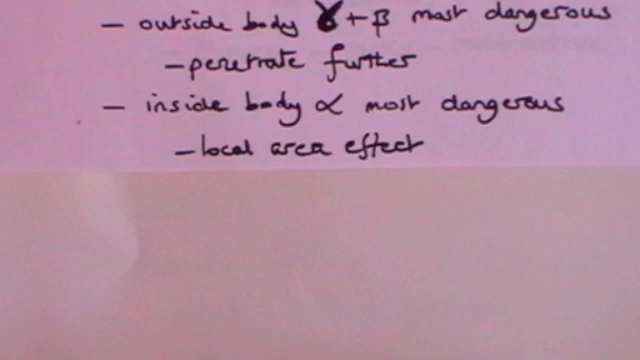 - outside body γ + β most dangerous
- penetrate further
- inside body α most dangerous
- local area effect